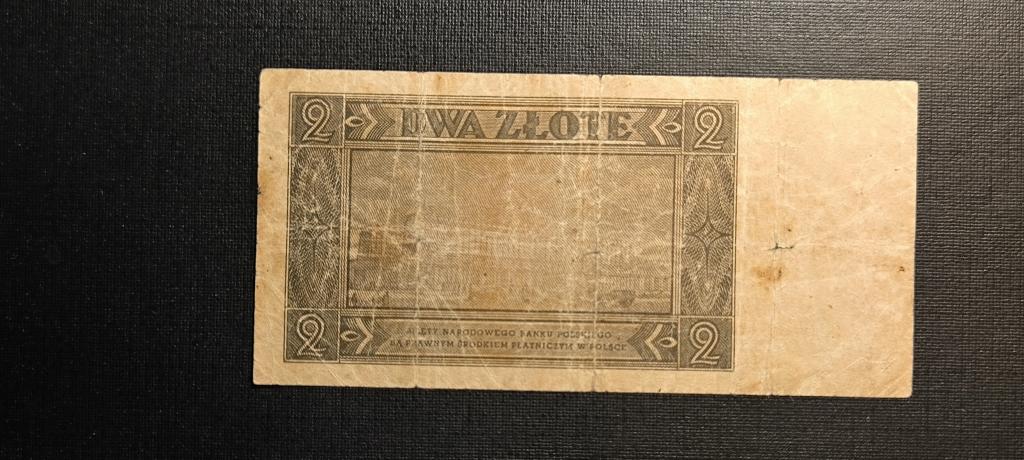 2 DWA ZŁOTE 2
BILETY NARODOWEGO BANKU POLSKIEGO
SĄ PRAWNYM ŚRODKIEM PŁATNICZYM W POLSCE
2 2